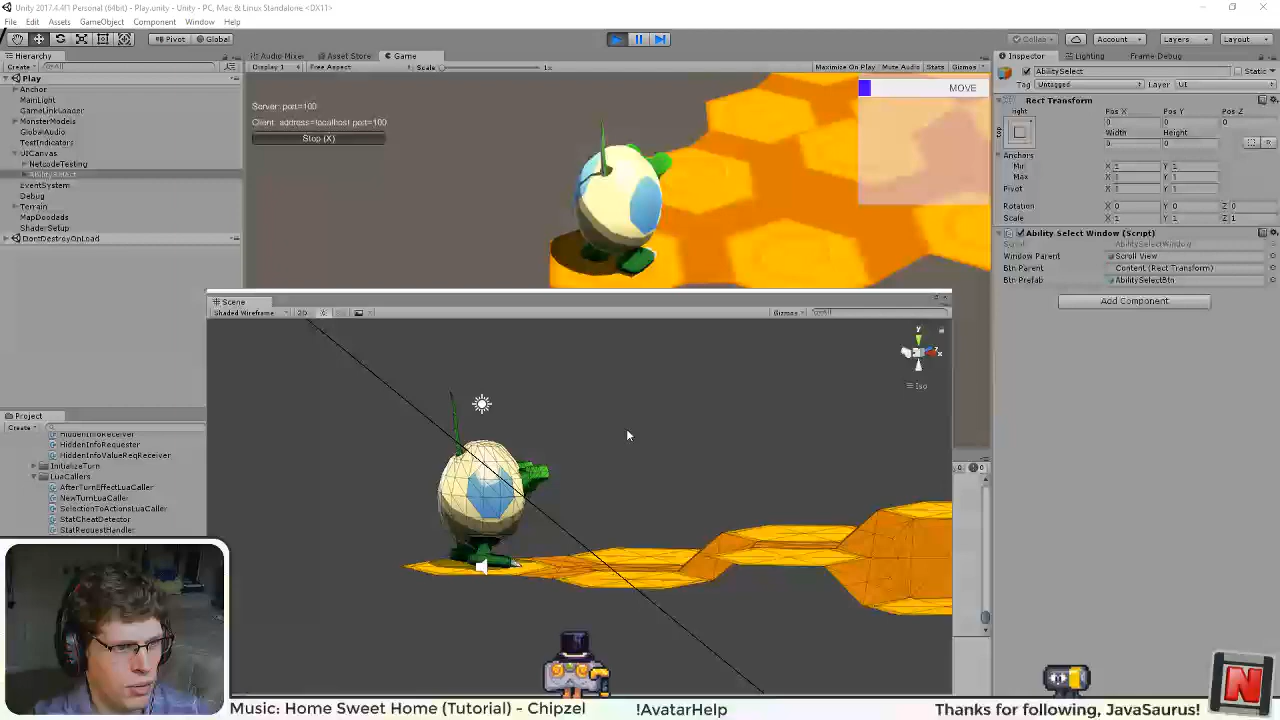 Unity 2017.4.4f1 Personal (64bit) - Play.unity - Unity - PC, Mac & Linux Standalone <DX11>
File Edit Assets GameObject Component Window Help
Pivot Global
Collab Account Layers Layout
Hierarchy
Create
Play
Anchor
MainLight
GameLinkLoader
MonsterModels
GlobalAudio
TestIndicators
UICanvas
NetcodeTesting
AbilitySelect
EventSystem
Debug
Terrain
MapDoodads
ShaderSetup
DontDestroyOnLoad
Audio Mixer Asset Store Game
Display 1 Free Aspect Scale 1x Maximize On Play Mute Audio Stats Gizmos
Server: port=100
Client: address=localhost port=100
Stop (X)
MOVE
Scene
Shaded Wireframe 2D Gizmos
y
x
Iso
Project
Create
HiddenInfoReceiver
HiddenInfoRequester
HiddenInfoValueReqReceiver
InitializeTurn
LuaCallers
AfterTurnEffectLuaCaller
NewTurnLuaCaller
SelectionToActionsLuaCaller
StatCheatDetector
StatRequestHandler
Inspector Lighting Frame Debug
AbilitySelect Static
Tag Untagged Layer UI
Rect Transform
right
Pos X Pos Y Pos Z
0 0 0
Width Height
0 0
R
Anchors
Min X 1 Y 1
Max X 1 Y 1
Pivot X 1 Y 1
Rotation X 0 Y 0 Z 0
Scale X 1 Y 1 Z 1
Ability Select Window (Script)
Script AbilitySelectWindow
Window Parent Scroll View
Btn Parent Content (Rect Transform)
Btn Prefab AbilitySelectBtn
Add Component
N
Music: Home Sweet Home (Tutorial) - Chipzel !AvatarHelp Thanks for following, JavaSaurus!